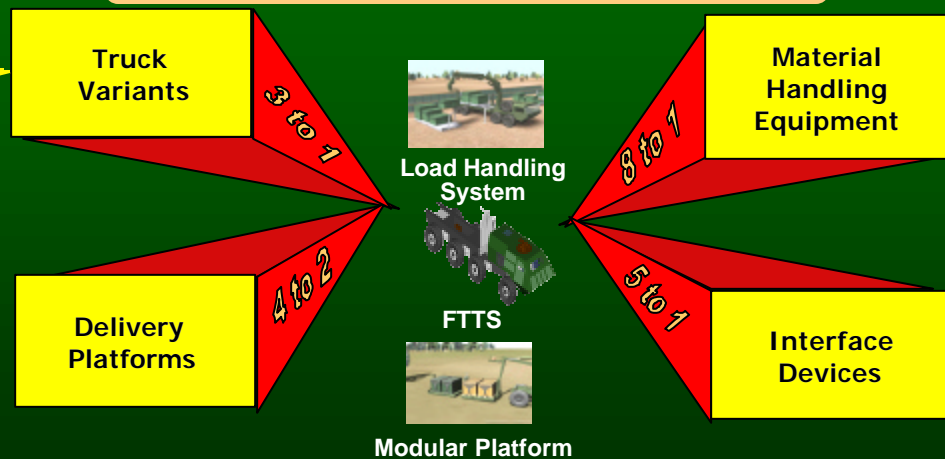 Truck
Variants
3 to 1
Material
Handling
Equipment
8 to 1
Load Handling
System
FTTS
Delivery
Platforms
4 to 2
Interface
Devices
5 to 1
Modular Platform